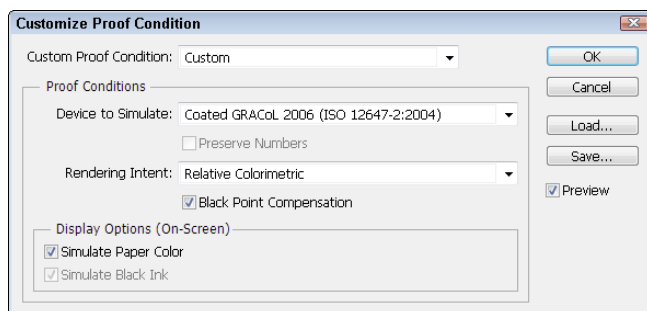 Customize Proof Condition
Custom Proof Condition: Custom
OK
Proof Conditions
Cancel
Device to Simulate: Coated GRACoL 2006 (ISO 12647-2:2004)
Load...
Preserve Numbers
Save...
Rendering Intent: Relative Colorimetric
Preview
Black Point Compensation
Display Options (On-Screen)
Simulate Paper Color
Simulate Black Ink